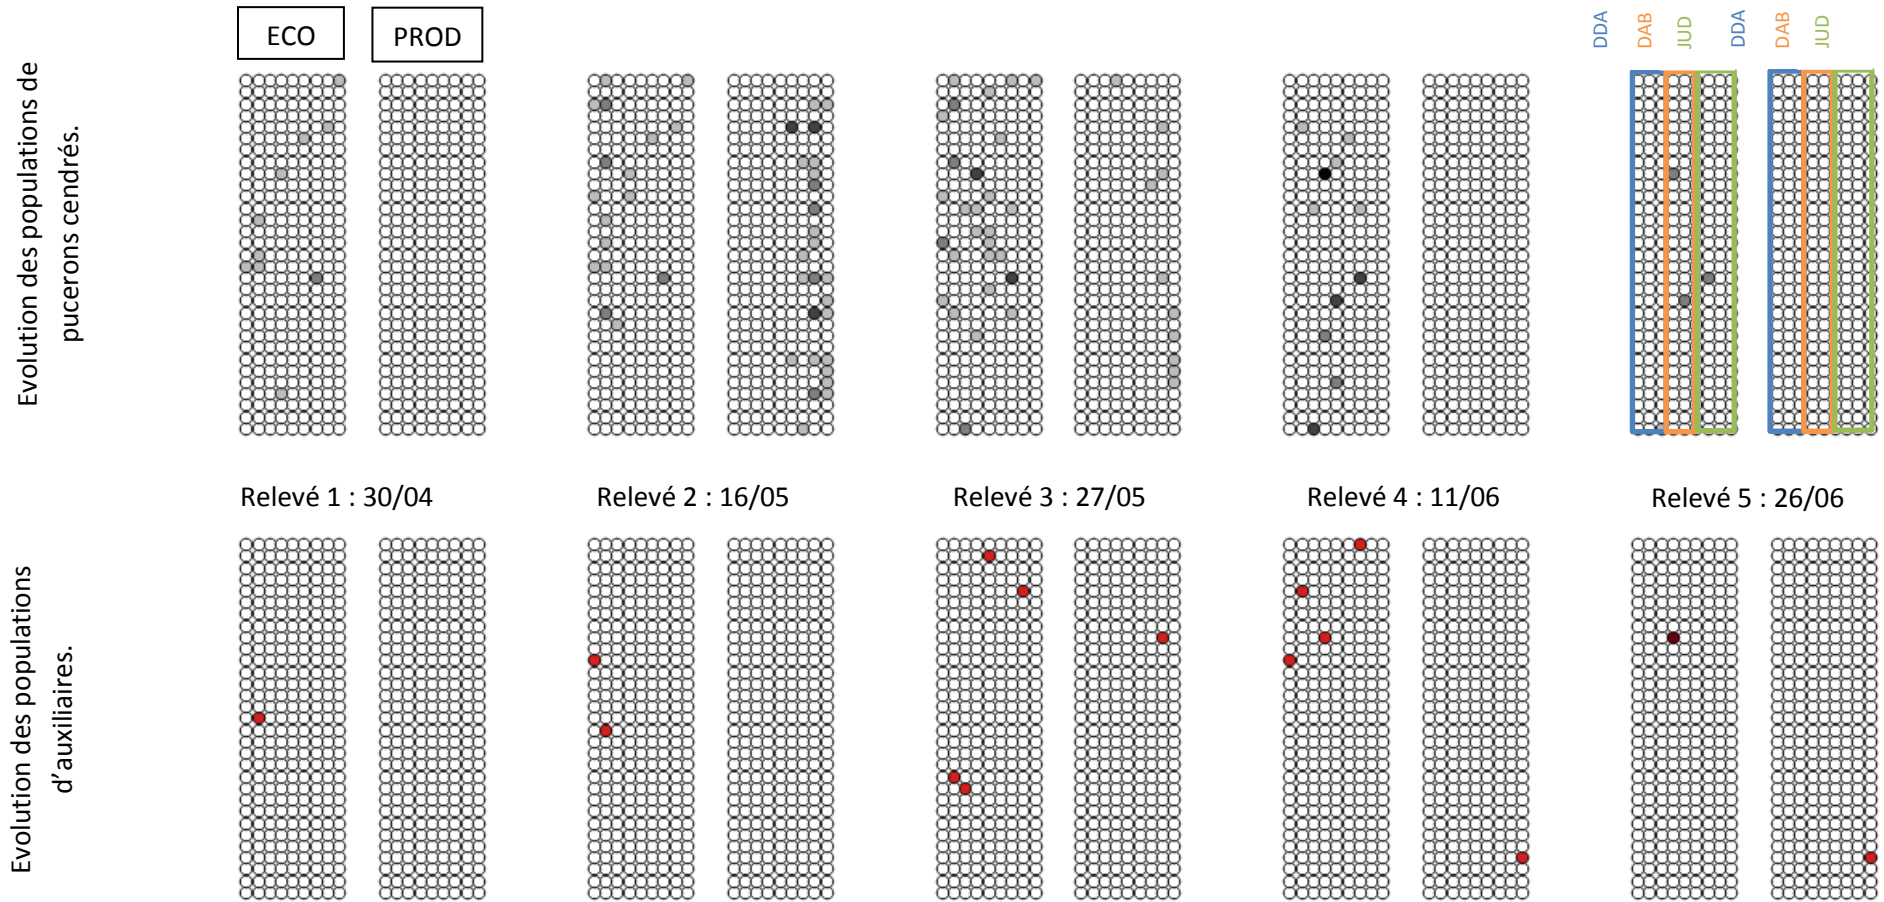 ECO
PROD
DDA
DAB
JUD
DDA
DAB
JUD
Evolution des populations de
pucerons cendrés.
Relevé 1 : 30/04
Relevé 2 : 16/05
Relevé 3 : 27/05
Relevé 4 : 11/06
Relevé 5 : 26/06
Evolution des populations
d'auxiliaires.